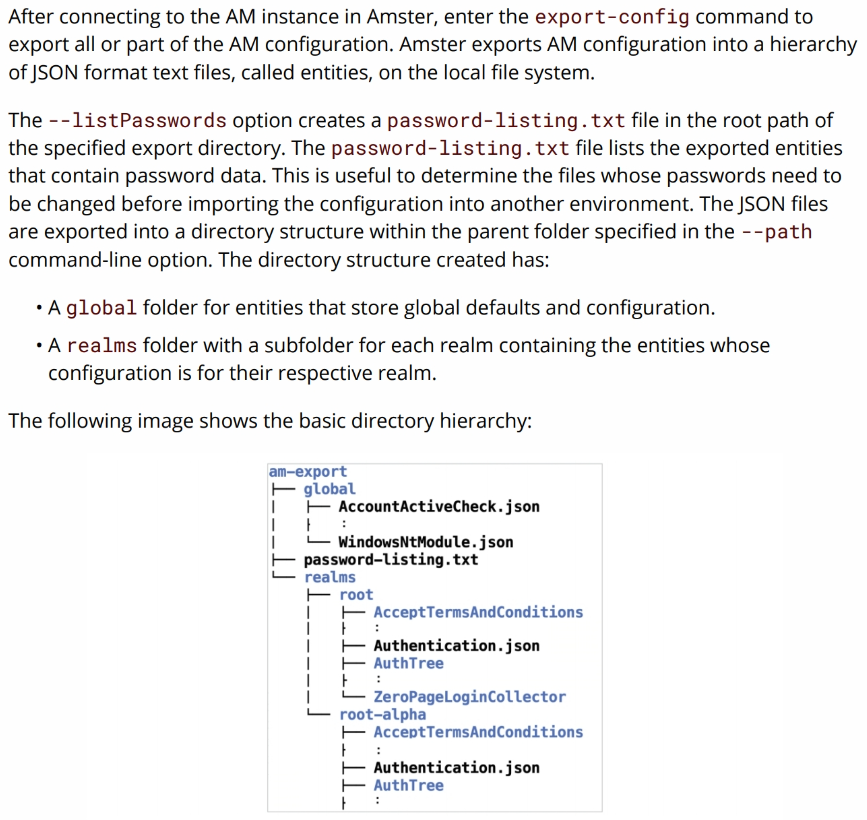 After connecting to the AM instance in Amster, enter the export-config command to
export all or part of the AM configuration. Amster exports AM configuration into a hierarchy
of JSON format text files, called entities, on the local file system.
The --listPasswords option creates a password-listing.txt file in the root path of
the specified export directory. The password-listing.txt file lists the exported entities
that contain password data. This is useful to determine the files whose passwords need to
be changed before importing the configuration into another environment. The JSON files
are exported into a directory structure within the parent folder specified in the --path
command-line option. The directory structure created has:
• A global folder for entities that store global defaults and configuration.
• A realms folder with a subfolder for each realm containing the entities whose
configuration is for their respective realm.
The following image shows the basic directory hierarchy:
am-export
├── global
│   ├── AccountActiveCheck.json
│   ├   :
│   └── WindowsNtModule.json
├── password-listing.txt
└── realms
    ├── root
    │   ├── AcceptTermsAndConditions
    │   ├   :
    │   ├── Authentication.json
    │   ├── AuthTree
    │   ├   :
    │   └── ZeroPageLoginCollector
    └── root-alpha
        ├── AcceptTermsAndConditions
        ├   :
        ├── Authentication.json
        ├── AuthTree
        ├   :